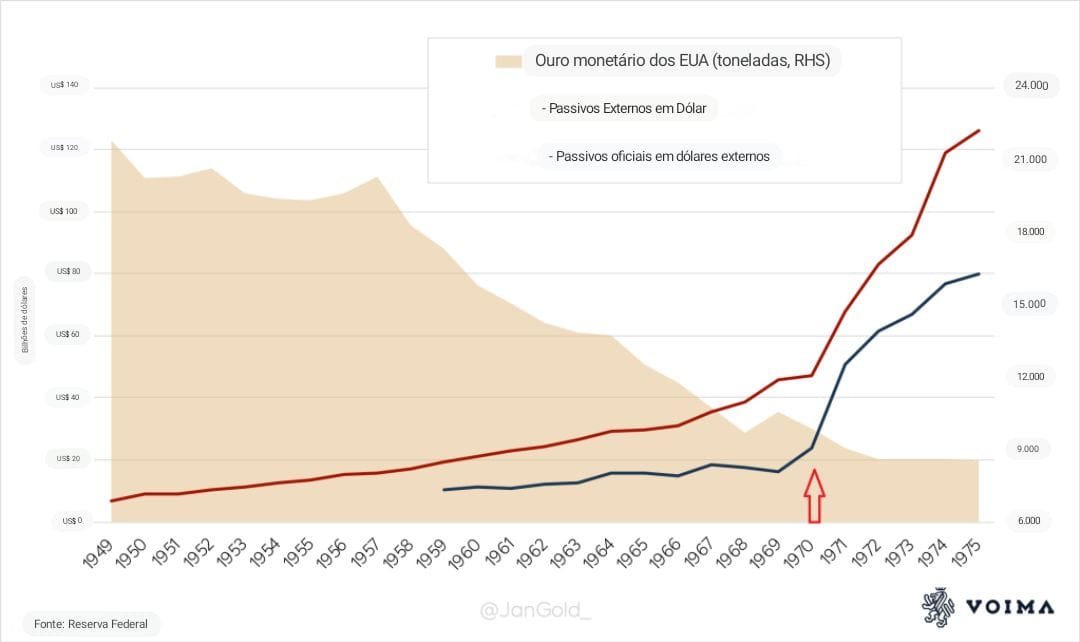 Ouro monetário dos EUA (toneladas, RHS)
- Passivos Externos em Dólar
- Passivos oficiais em dólares externos
US$ 140
US$ 120
US$ 100
US$ 80
US$ 60
US$ 40
US$ 20
US$ 0
Bilhões de dólares
24.000
21.000
18.000
15.000
12.000
9.000
6.000
1949 1950 1951 1952 1953 1954 1955 1956 1957 1958 1959 1960 1961 1962 1963 1964 1965 1966 1967 1968 1969 1970 1971 1972 1973 1974 1975
@JanGold_
VOIMA
Fonte: Reserva Federal